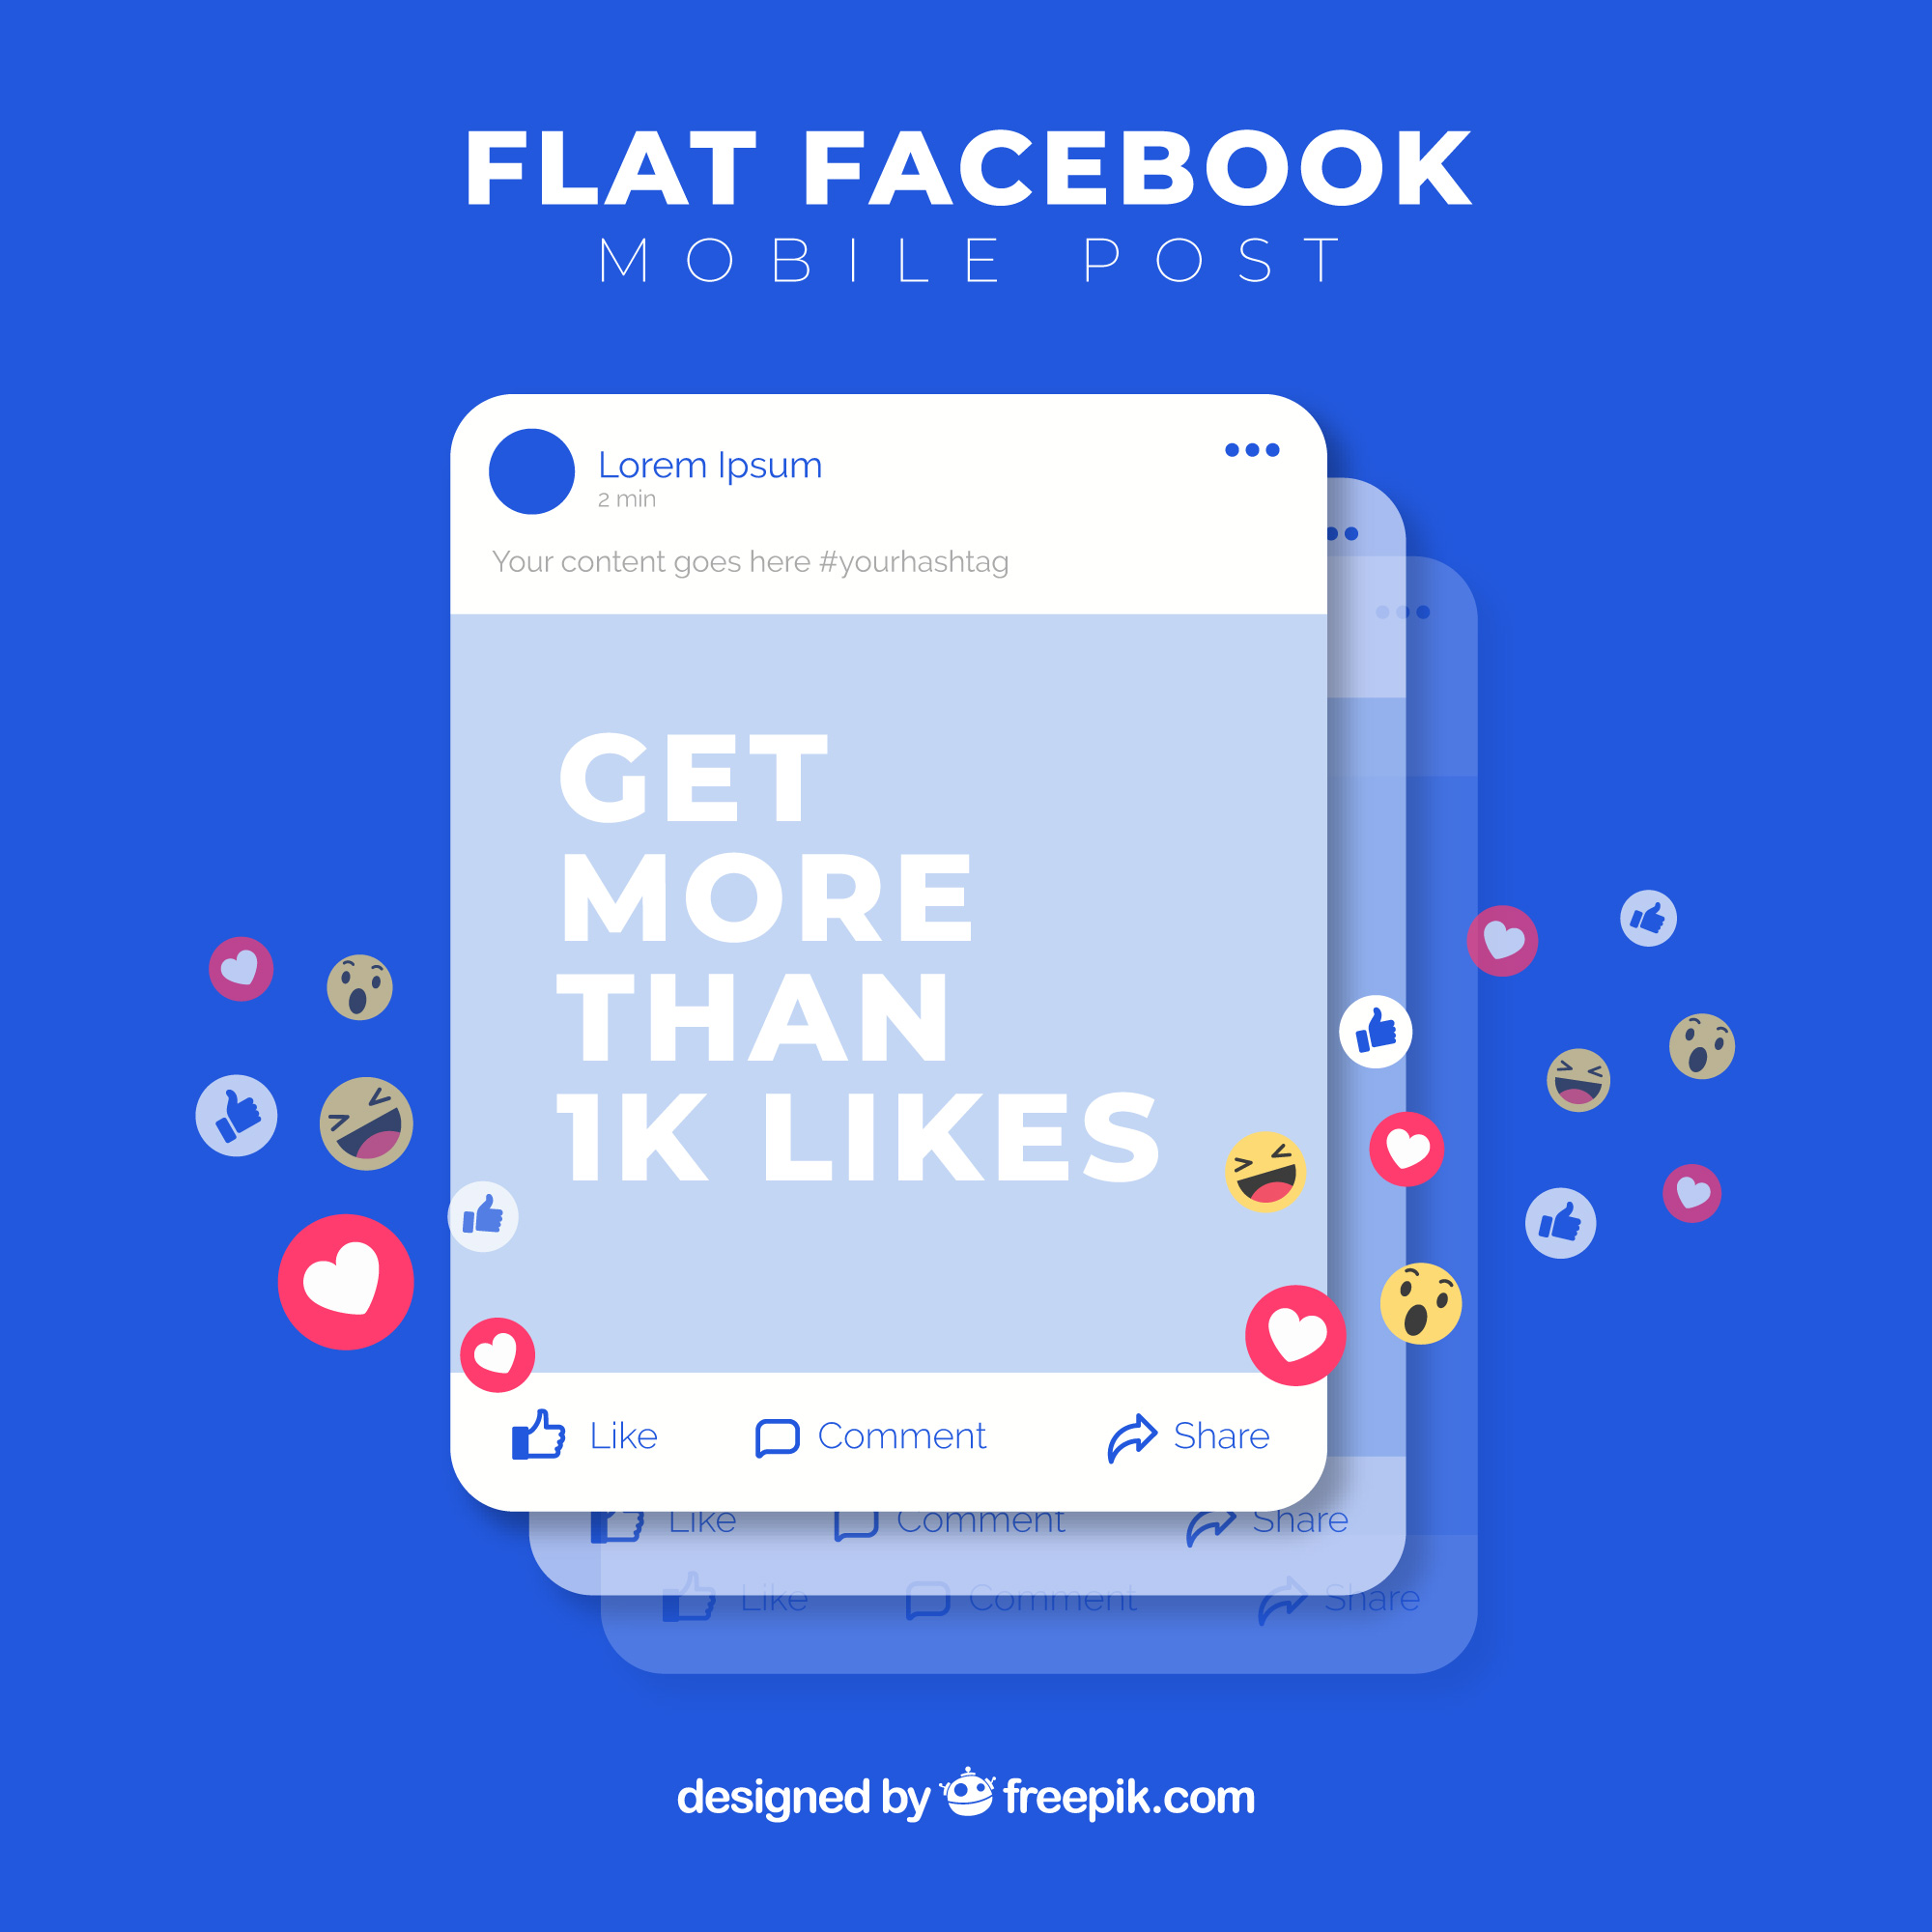 FLAT FACEBOOK
MOBILE POST
Lorem Ipsum
2 min
Your content goes here #yourhashtag
GET
MORE
THAN
1K LIKES
Like Comment Share
Like Comment Share
Like Comment Share
designed by freepik.com